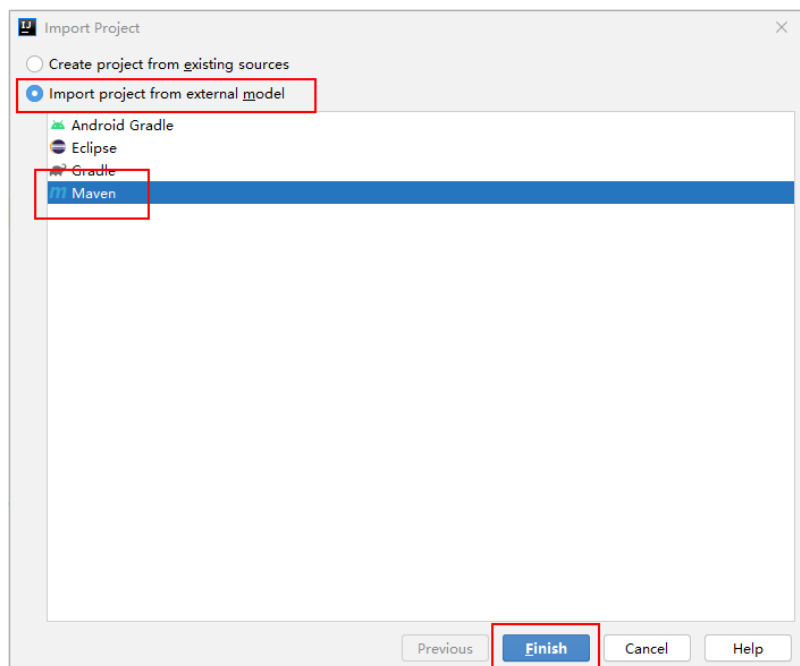 Import Project
Create project from existing sources
Import project from external model
Android Gradle
Eclipse
Gradle
Maven
Previous
Finish
Cancel
Help